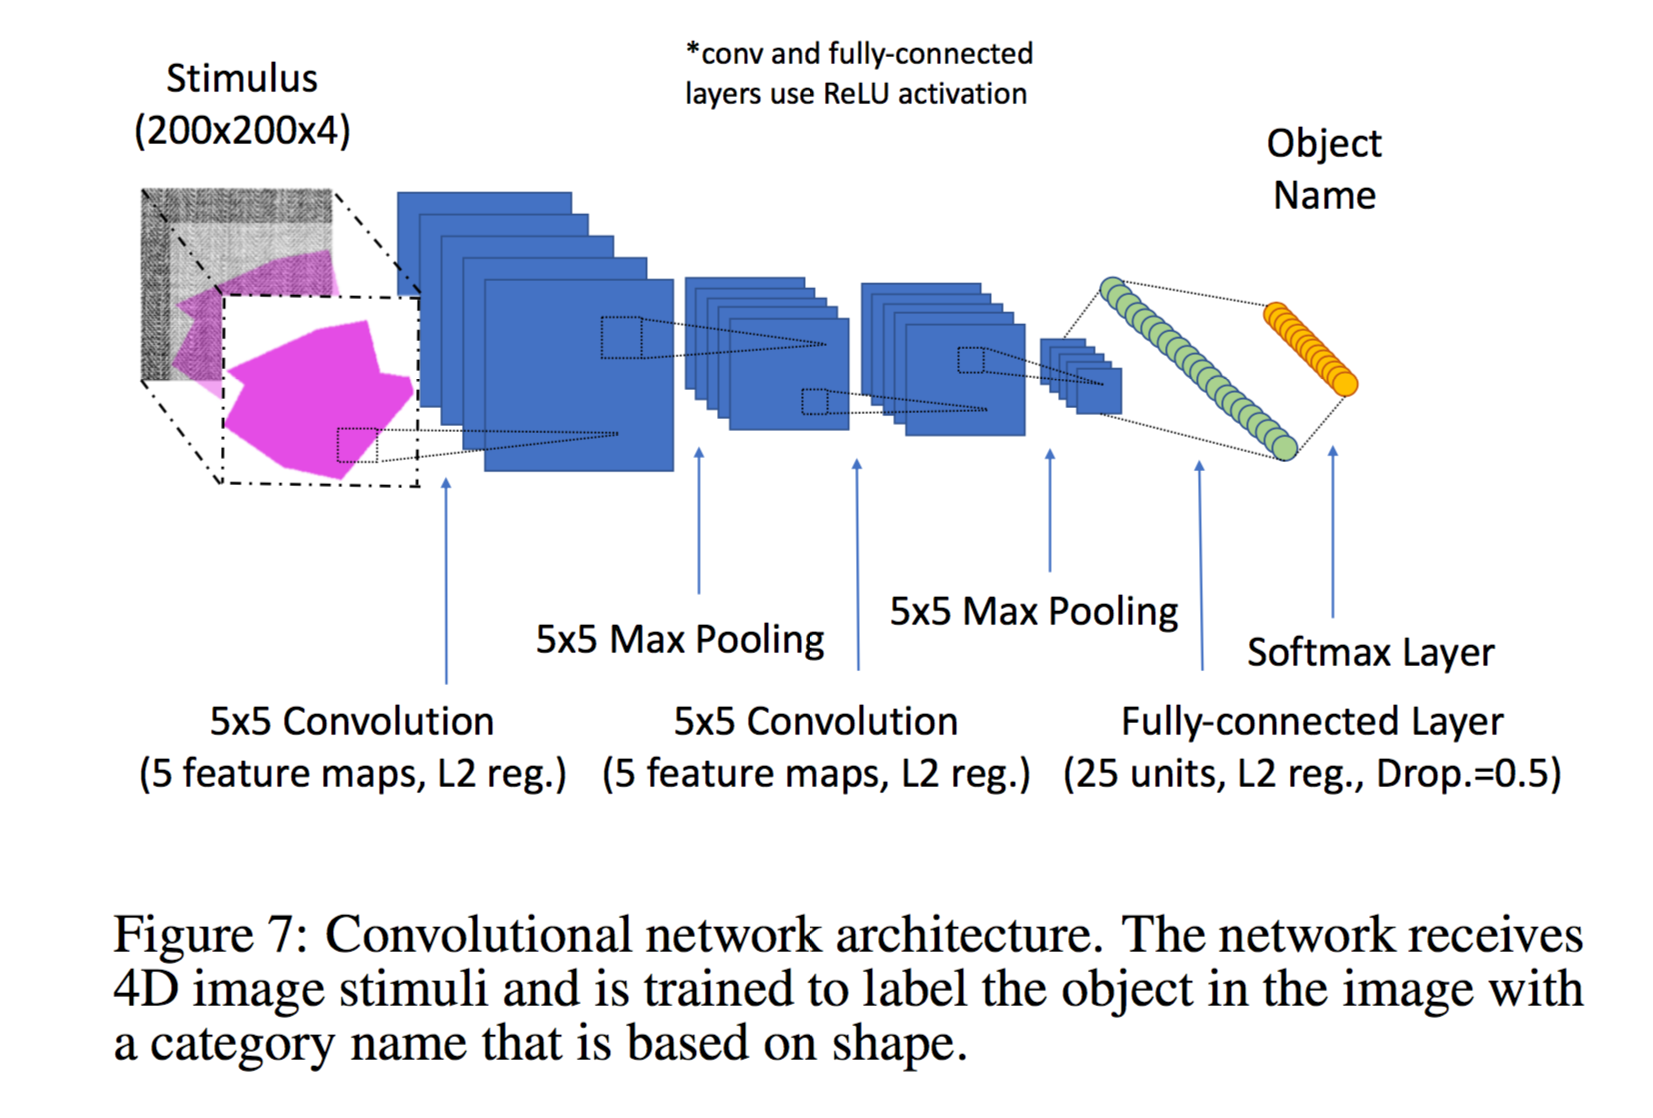 *conv and fully-connected
layers use ReLU activation
Stimulus
(200x200x4)
Object
Name
5x5 Max Pooling
5x5 Max Pooling
Softmax Layer
5x5 Convolution
(5 feature maps, L2 reg.)
5x5 Convolution
(5 feature maps, L2 reg.)
Fully-connected Layer
(25 units, L2 reg., Drop.=0.5)
Figure 7: Convolutional network architecture. The network receives
4D image stimuli and is trained to label the object in the image with
a category name that is based on shape.